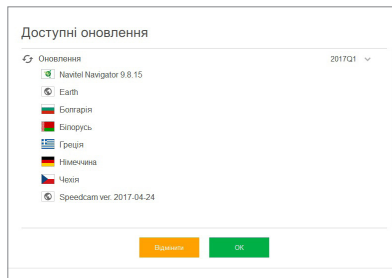 Доступні оновлення
Оновлення 2017Q1
Navitel Navigator 9.8.15
Earth
Болгарія
Білорусь
Греція
Німеччина
Чехія
Speedcam ver. 2017-04-24
Відмінити OK